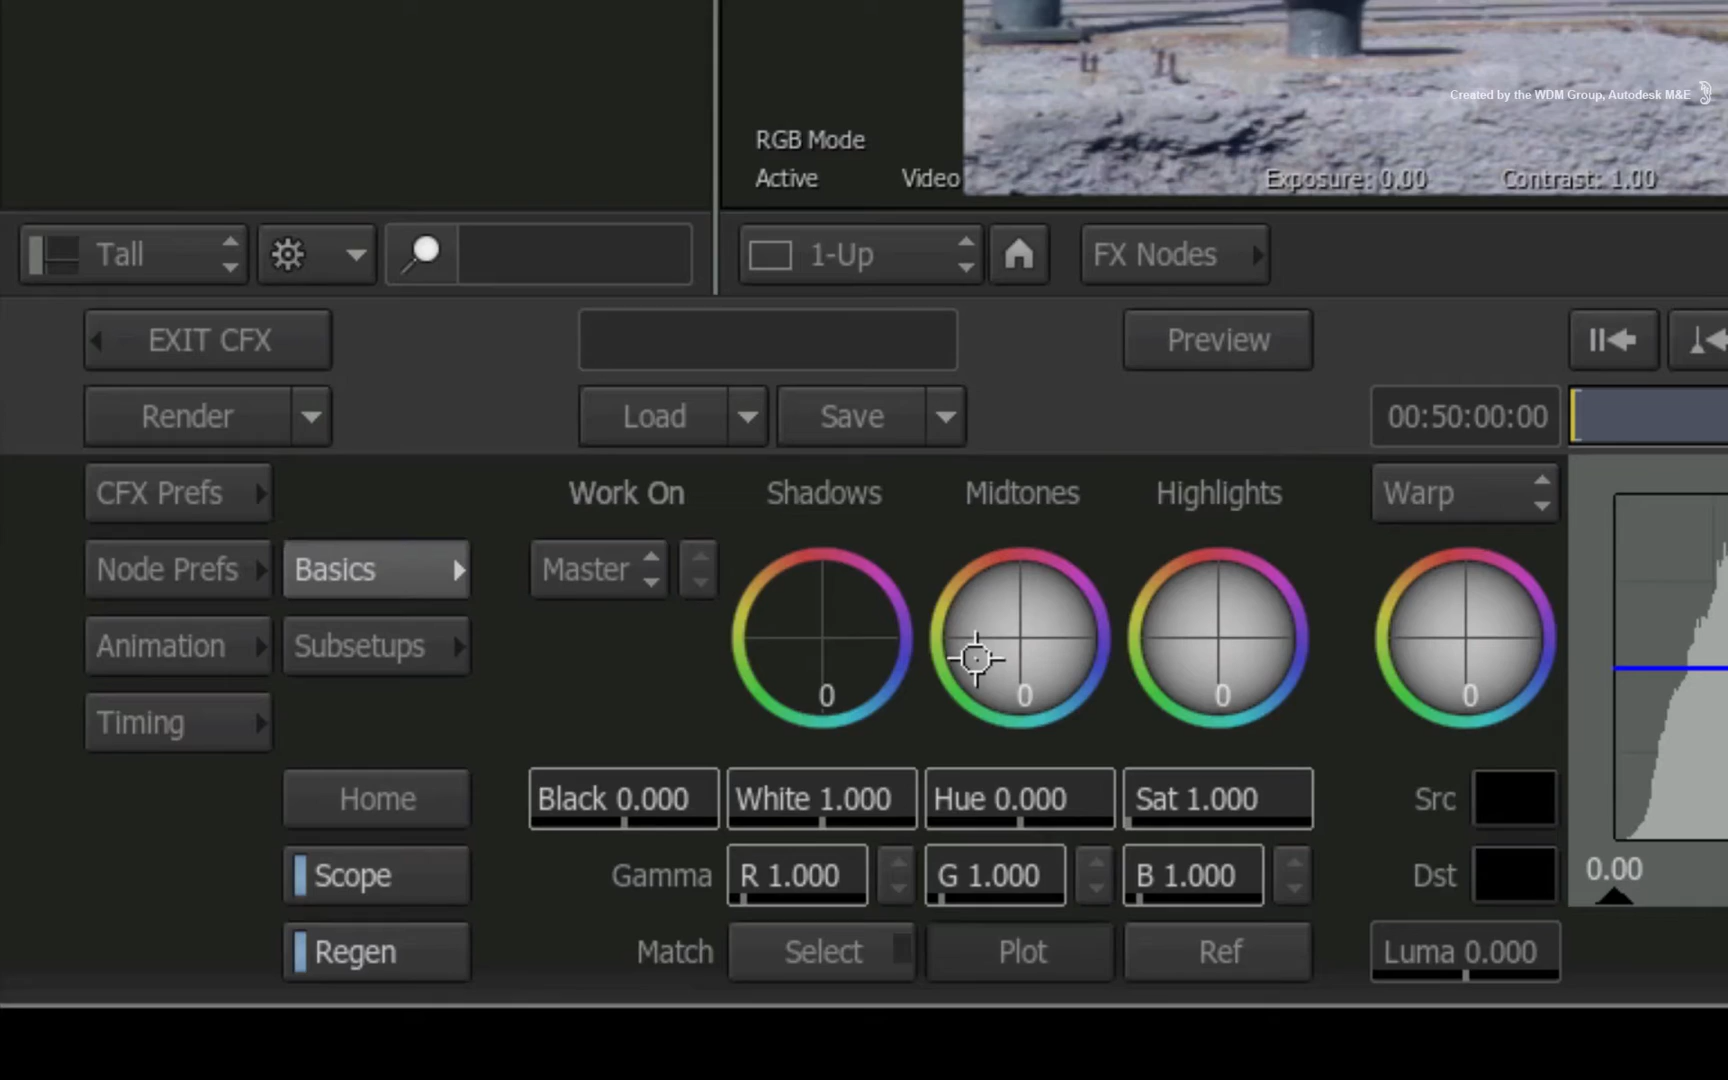 Created by the WDM Group, Autodesk M&E
RGB Mode
Active Video
Exposure: 0.00 Contrast: 1.00
Tall
1-Up
FX Nodes
EXIT CFX
Preview
Render
Load
Save
00:50:00:00
CFX Prefs
Work On
Shadows
Midtones
Highlights
Warp
Node Prefs
Basics
Master
Animation
Subsetups
0
0
0
0
Timing
Home
Black 0.000
White 1.000
Hue 0.000
Sat 1.000
Src
Scope
Gamma
R 1.000
G 1.000
B 1.000
Dst
0.00
Regen
Match
Select
Plot
Ref
Luma 0.000